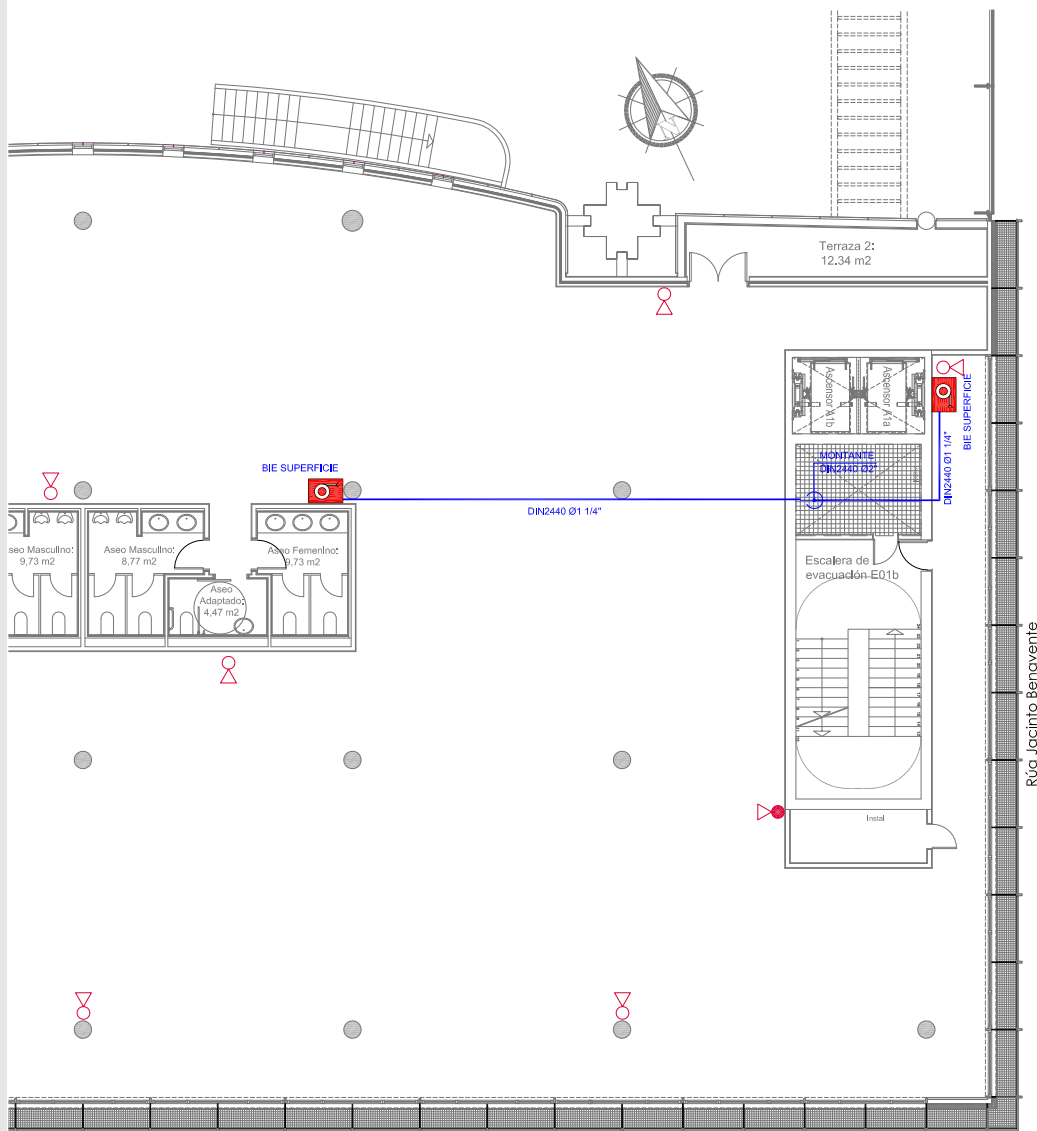 N
Terraza 2:
12.34 m2
Ascensor A1b
Ascensor A1a
BIE SUPERFICIE
MONTANTE
DIN2440 Ø2"
DIN2440 Ø1 1/4"
BIE SUPERFICIE
DIN2440 Ø1 1/4"
Aseo Masculino:
8,77 m2
Aseo Femenino:
9,73 m2
seo Masculino:
9,73 m2
Aseo
Adaptado:
4,47 m2
Escalera de
evacuación E01b
Instal
Rúa Jacinto Benavente